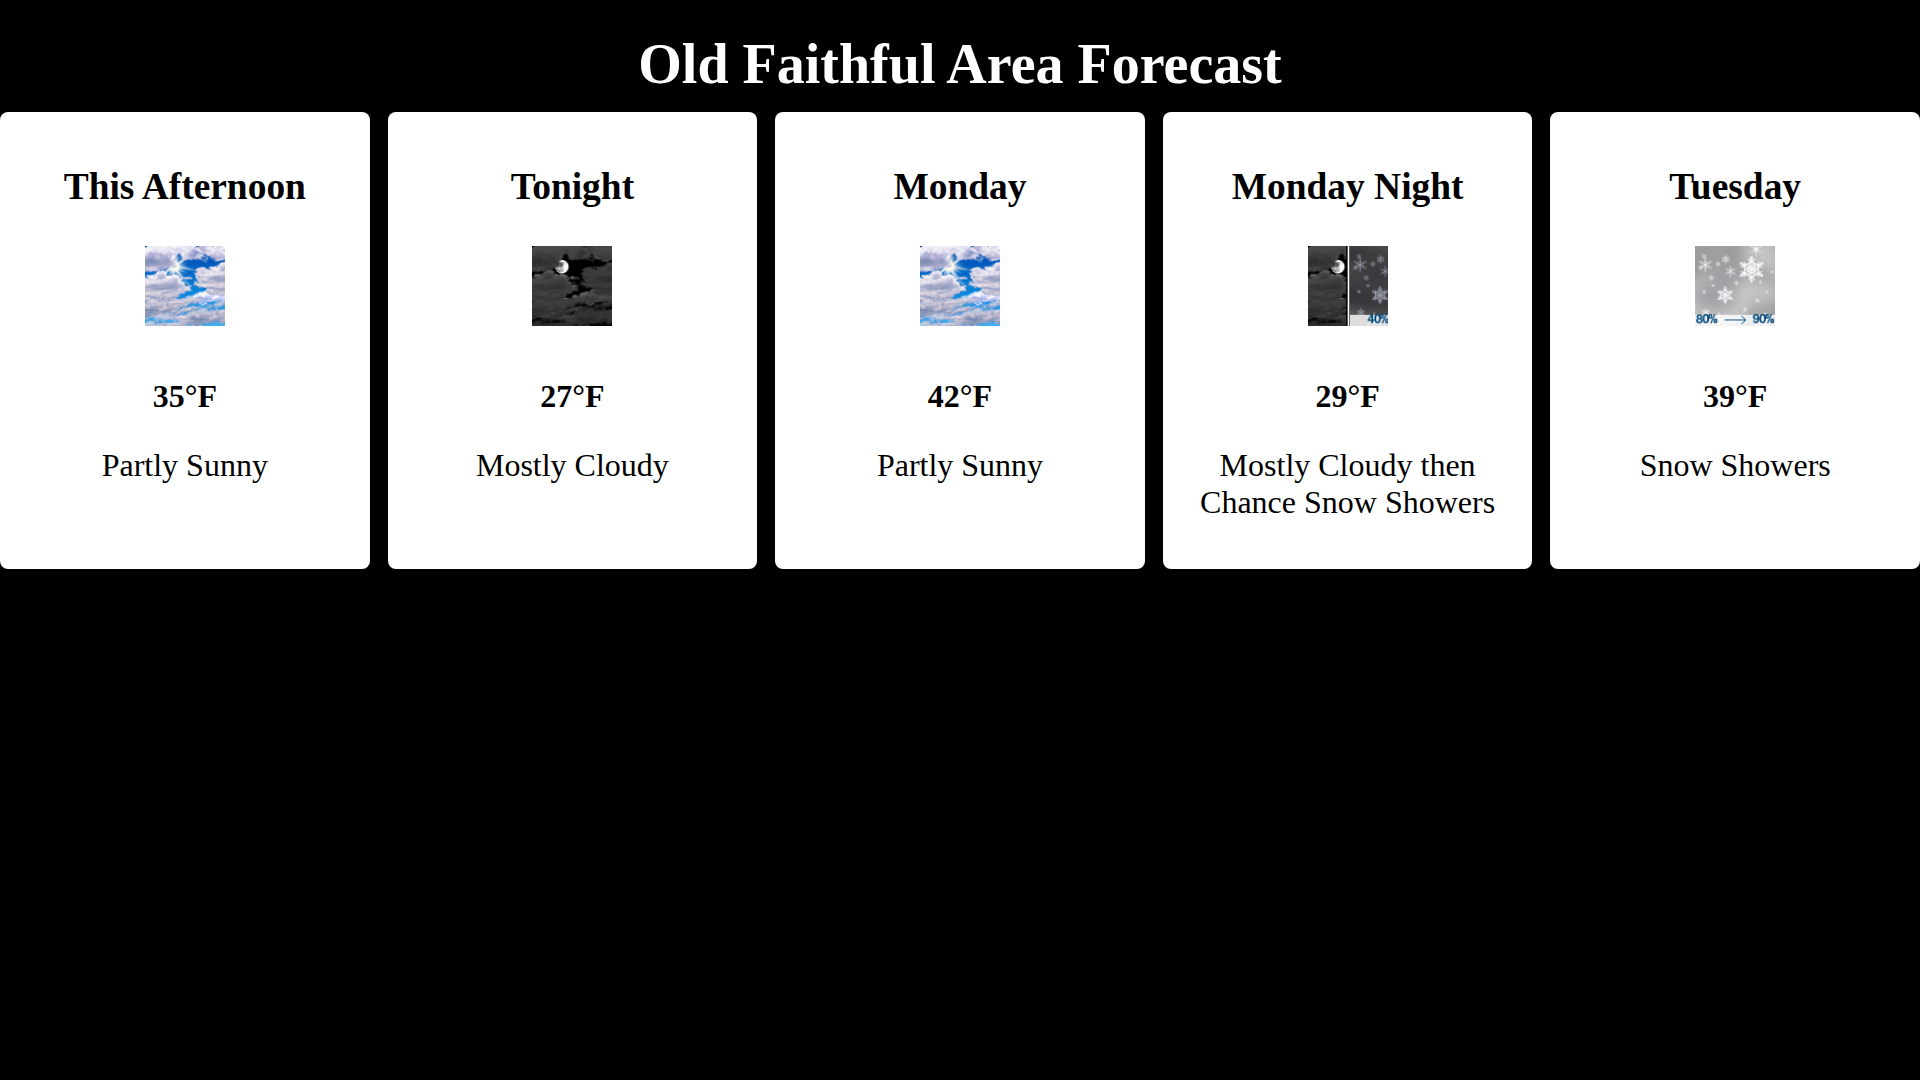 Old Faithful Area Forecast
This Afternoon
35°F
Partly Sunny
Tonight
27°F
Mostly Cloudy
Monday
42°F
Partly Sunny
Monday Night
40%
29°F
Mostly Cloudy then
Chance Snow Showers
Tuesday
80% → 90%
39°F
Snow Showers